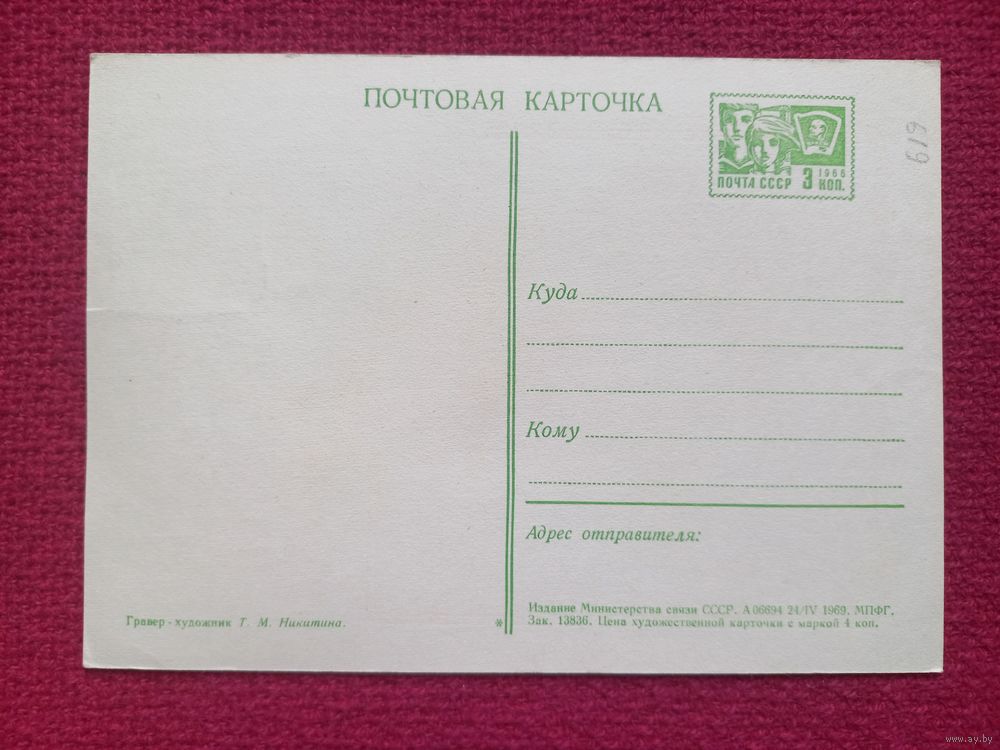 ПОЧТОВАЯ КАРТОЧКА
ПОЧТА СССР 3 1966 КОП.
619
Куда
Кому
Адрес отправителя:
Гравер-художник Т. М. Никитина.
*
Издание Министерства связи СССР. А 06694 24/IV 1969. МПФГ.
Зак. 13836. Цена художественной карточки с маркой 4 коп.
www.ay.by